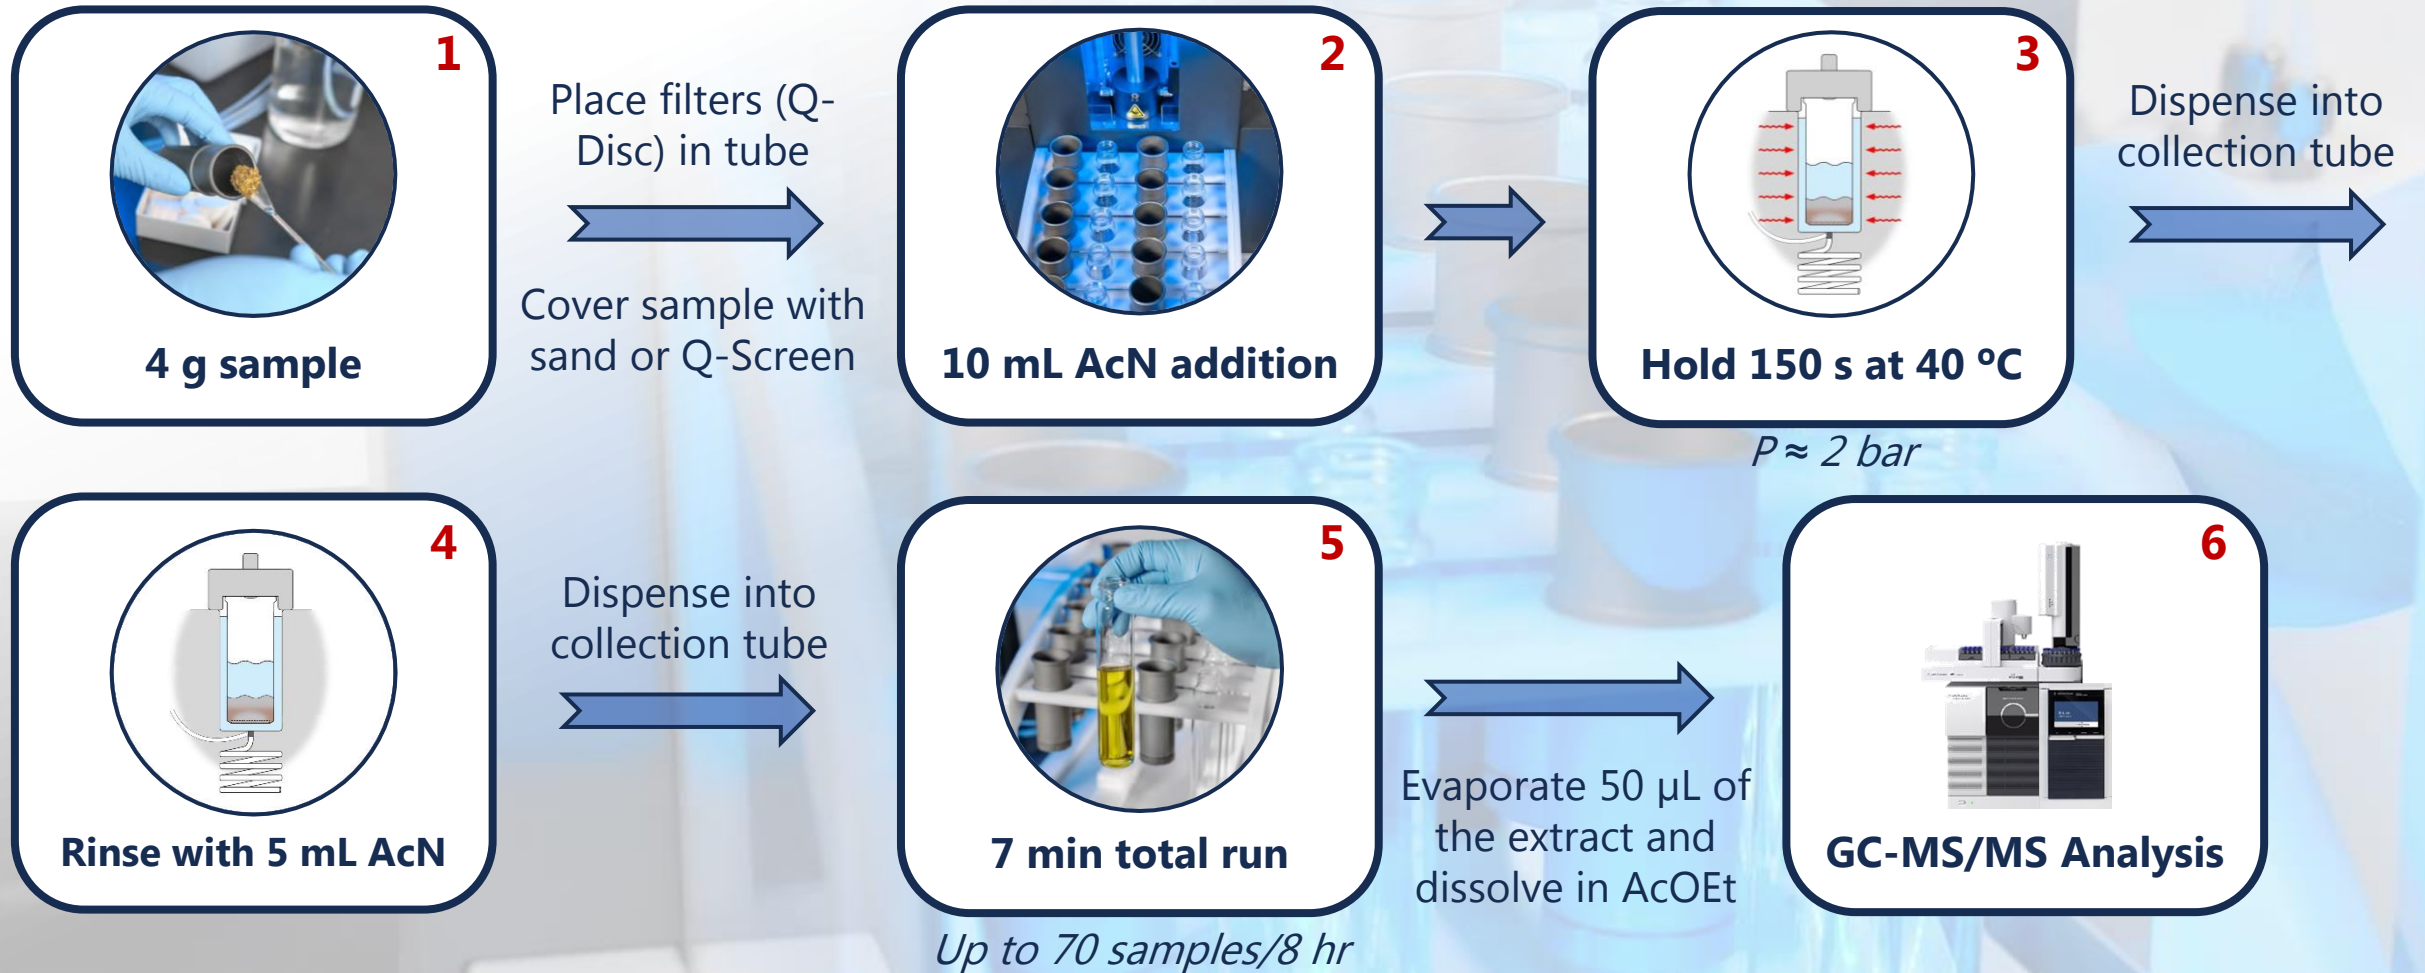 1
4 g sample
Place filters (Q-
Disc) in tube
Cover sample with
sand or Q-Screen
2
10 mL AcN addition
3
Hold 150 s at 40 ºC
P ≈ 2 bar
Dispense into
collection tube
4
Rinse with 5 mL AcN
Dispense into
collection tube
5
7 min total run
Up to 70 samples/8 hr
Evaporate 50 µL of
the extract and
dissolve in AcOEt
6
GC-MS/MS Analysis